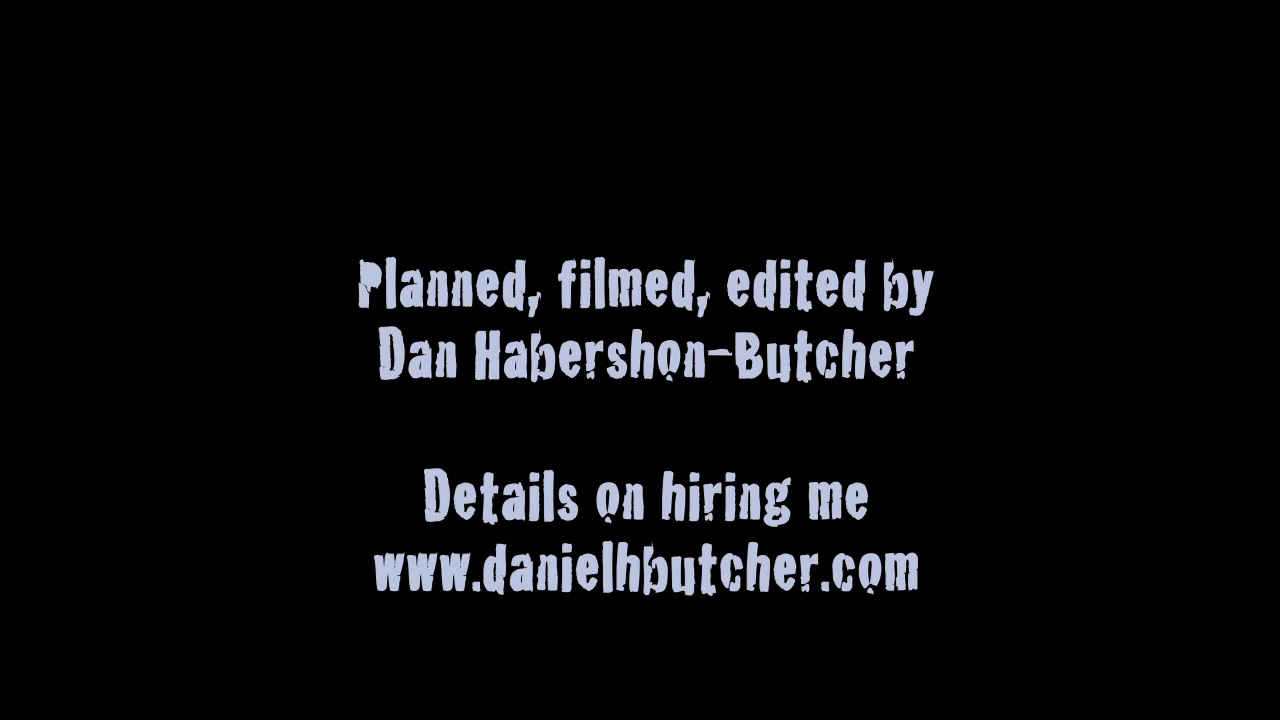 Planned, filmed, edited by
Dan Habershon-Butcher
Details on hiring me
www.danielhbutcher.com